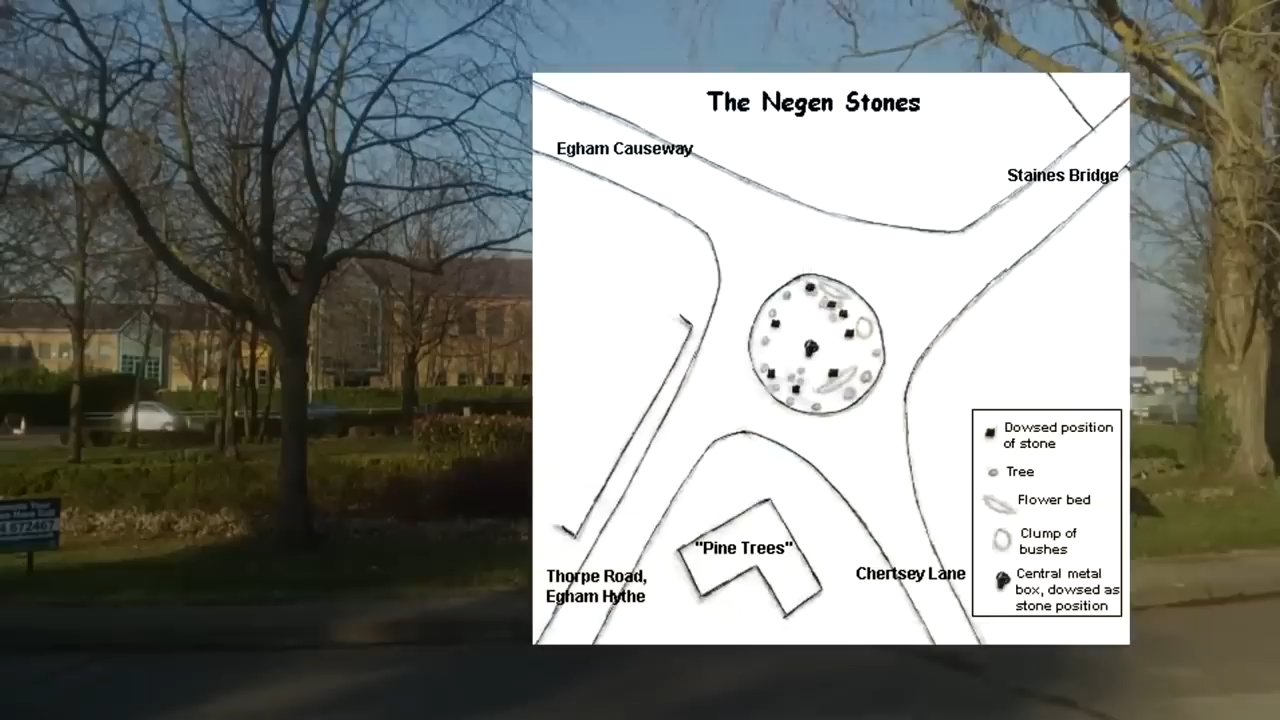 The Negen Stones
Egham Causeway
Staines Bridge
Dowsed position
of stone
Tree
Flower bed
Clump of
bushes
Central metal
box, dowsed as
stone position
"Pine Trees"
Thorpe Road,
Egham Hythe
Chertsey Lane
872467